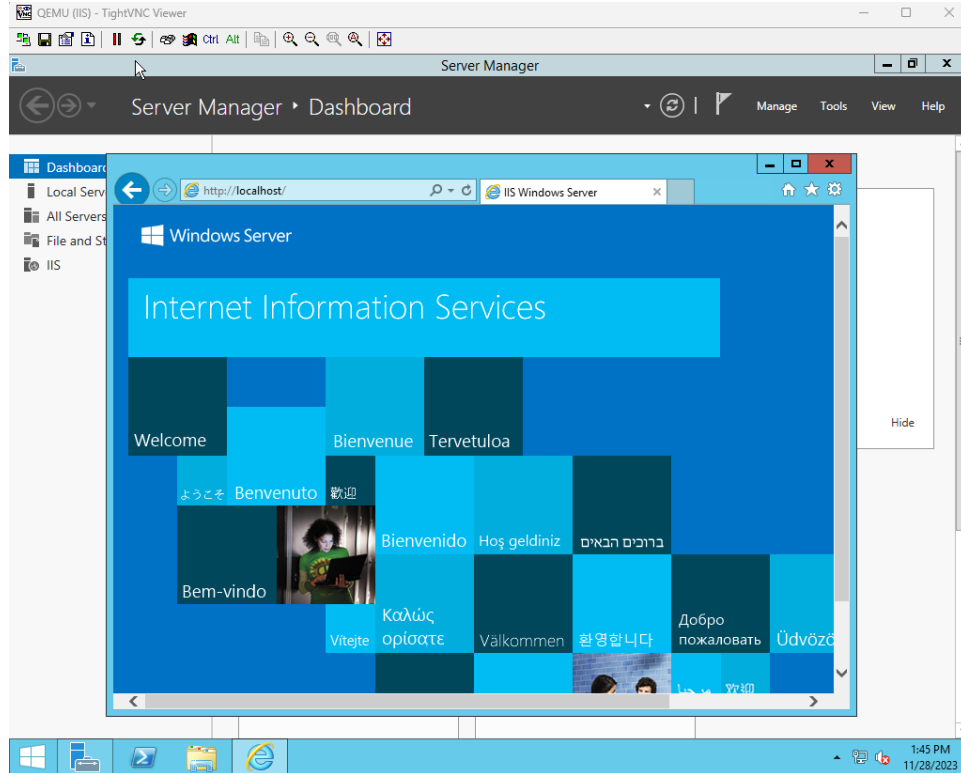 QEMU (IIS) - TightVNC Viewer
Ctrl Alt
Server Manager
Server Manager ‣ Dashboard
Manage Tools View Help
Dashboard
Local Serv
All Servers
File and St
IIS
http://localhost/
IIS Windows Server
Windows Server
Internet Information Services
Welcome
Bienvenue
Tervetuloa
ようこそ
Benvenuto
歡迎
Bienvenido
Hoş geldiniz
ברוכים הבאים
Bem-vindo
Vítejte
Καλώς
ορίσατε
Välkommen
환영합니다
Добро
пожаловать
Üdvözö
Hide
1:45 PM
11/28/2023